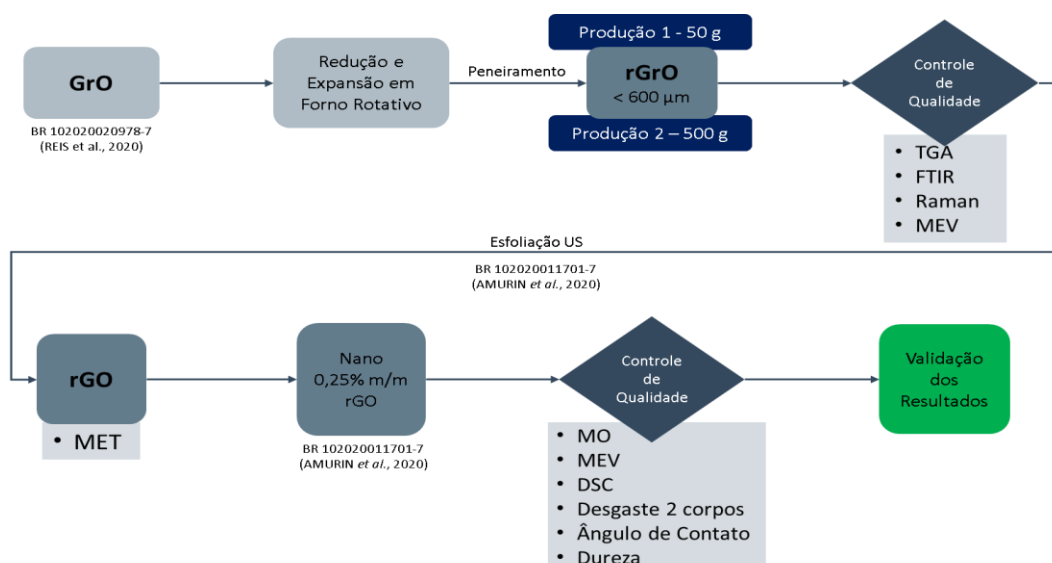 GrO
BR 102020020978-7
(REIS et al., 2020)
Redução e
Expansão em
Forno Rotativo
Peneiramento
Produção 1 - 50 g
rGrO
< 600 µm
Produção 2 – 500 g
Controle
de
Qualidade
• TGA
• FTIR
• Raman
• MEV
Esfoliação US
BR 102020011701-7
(AMURIN et al., 2020)
rGO
• MET
Nano
0,25% m/m
rGO
BR 102020011701-7
(AMURIN et al., 2020)
Controle
de
Qualidade
• MO
• MEV
• DSC
• Desgaste 2 corpos
• Ângulo de Contato
• Dureza
Validação
dos
Resultados